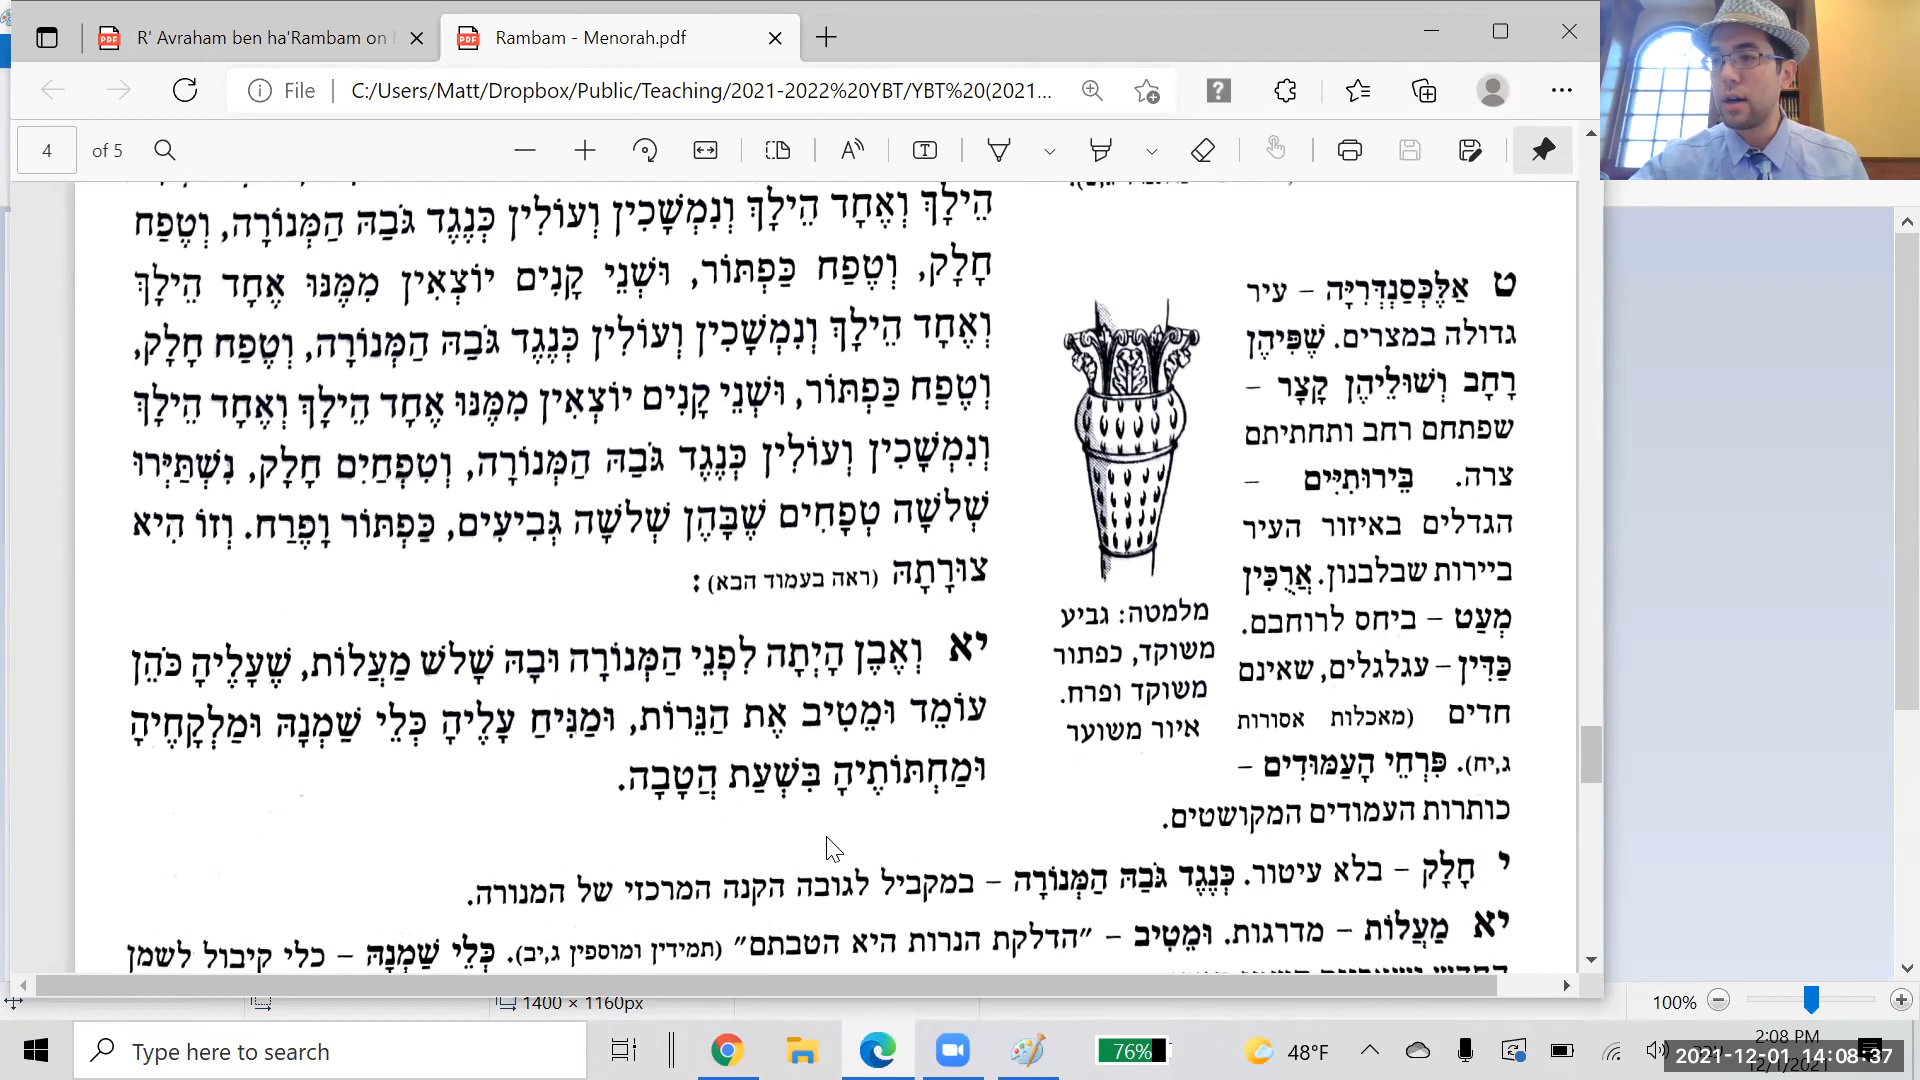 R' Avraham ben ha'Rambam on
Rambam - Menorah.pdf
File
C:/Users/Matt/Dropbox/Public/Teaching/2021-2022%20YBT/YBT%20(2021...
4 of 5
הֵילָךְ וְאֶחָד הֵילָךְ וְנִמְשָׁכִין וְעוֹלִין כְּנֶגֶד גֹּבַהּ הַמְּנוֹרָה, וְטֶפַח
חָלָק, וְטֶפַח כַּפְתּוֹר, וּשְׁנֵי קָנִים יוֹצְאִין מִמֶּנּוּ אֶחָד הֵילָךְ
וְאֶחָד הֵילָךְ וְנִמְשָׁכִין וְעוֹלִין כְּנֶגֶד גֹּבַהּ הַמְּנוֹרָה, וְטֶפַח חָלָק,
וְטֶפַח כַּפְתּוֹר, וּשְׁנֵי קָנִים יוֹצְאִין מִמֶּנּוּ אֶחָד הֵילָךְ וְאֶחָד הֵילָךְ
וְנִמְשָׁכִין וְעוֹלִין כְּנֶגֶד גֹּבַהּ הַמְּנוֹרָה, וְטִפְחַיִם חָלָק, נִשְׁתַּיְּרוּ
שְׁלֹשָׁה טְפָחִים שֶׁבָּהֶן שְׁלֹשָׁה גְּבִיעִים, כַּפְתּוֹר וָפֶרַח. וְזוֹ הִיא
צוּרָתָהּ (ראה בעמוד הבא):
יא וְאֶבֶן הָיְתָה לִפְנֵי הַמְּנוֹרָה וּבָהּ שָׁלֹשׁ מַעֲלוֹת, שֶׁעָלֶיהָ כֹּהֵן
עוֹמֵד וּמֵטִיב אֶת הַנֵּרוֹת, וּמַנִּיחַ עָלֶיהָ כְּלֵי שַׁמְנָהּ וּמַלְקָחֶיהָ
וּמַחְתּוֹתֶיהָ בִּשְׁעַת הֲטָבָה.
ט אַלֶכְּסַנְדְּרִיָּה – עיר
גדולה במצרים. שֶׁפִּיהֶן
רָחָב וְשׁוּלֵיהֶן קָצָר –
שפתחם רחב ותחתיתם
צרה. בֵּירוּתִיִּים –
הגדלים באיזור העיר
ביירות שבלבנון. אֲרֻכִּין
מְעַט – ביחס לרוחבם.
כַּדִּין – עגלגלים, שאינם
חדים (מאכלות אסורות
ג,יח). פִּרְחֵי הָעַמּוּדִים –
כותרות העמודים המקושטים.
מלמטה: גביע
משוקד, כפתור
משוקד ופרח.
איור משוער
י חָלָק – בלא עיטור. כְּנֶגֶד גֹּבַהּ הַמְּנוֹרָה – במקביל לגובה הקנה המרכזי של המנורה.
יא מַעֲלוֹת – מדרגות. וּמֵטִיב – "הדלקת הנרות היא הטבתם" (תמידין ומוספין ג,יב). כְּלֵי שַׁמְנָהּ – כלי קיבול לשמן
1400 × 1160px
100%
Type here to search
76%
48°F
2:08 PM
2021-12-01 14:08:37